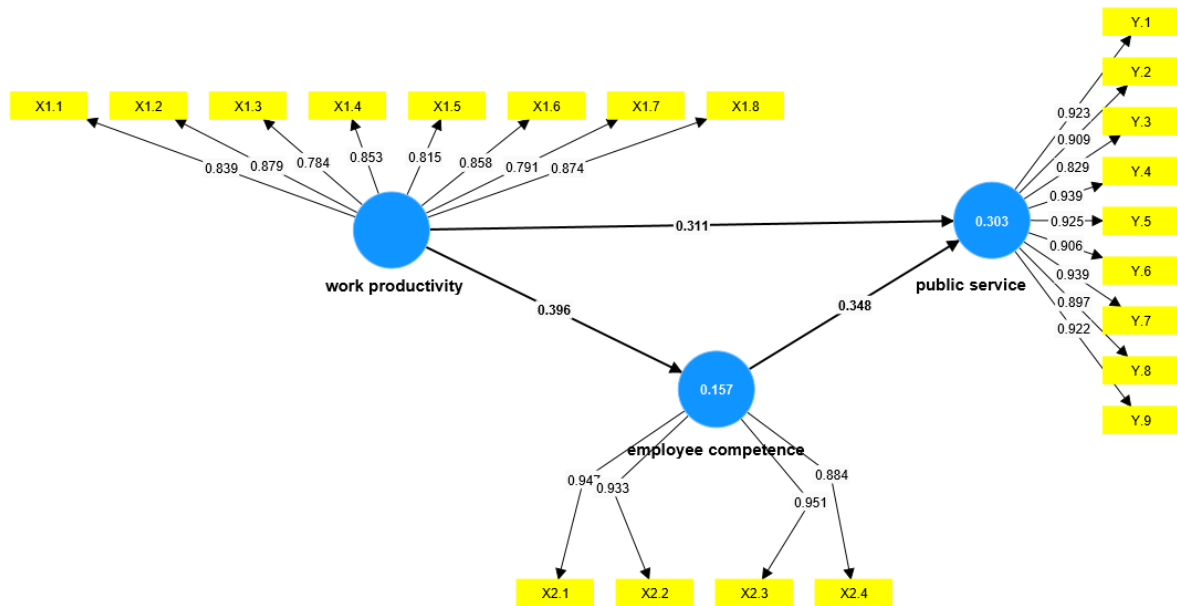 Y.1
Y.2
X1.1 X1.2 X1.3 X1.4 X1.5 X1.6 X1.7 X1.8
Y.3
0.923
0.909
0.839 0.879 0.784 0.853 0.815 0.858 0.791 0.874
0.829
Y.4
0.939
0.311
0.303
0.925
Y.5
0.906
Y.6
0.939
work productivity
public service
0.897
0.396
0.348
0.922
Y.7
Y.8
0.157
Y.9
employee competence
0.947 0.933 0.951 0.884
X2.1 X2.2 X2.3 X2.4